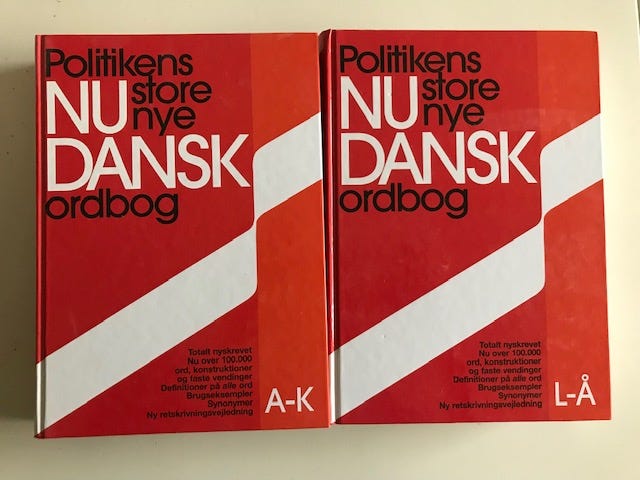 Politikens
store
NU nye
DANSK
ordbog
Totalt nyskrevet
Nu over 100.000
ord, konstruktioner
og faste vendinger
Definitioner på alle ord
Brugseksempler
Synonymer
Ny retskrivningsvejledning
A-K
Politikens
store
NU nye
DANSK
ordbog
Totalt nyskrevet
Nu over 100.000
ord, konstruktioner
og faste vendinger
Definitioner på alle ord
Brugseksempler
Synonymer
Ny retskrivningsvejledning
L-Å